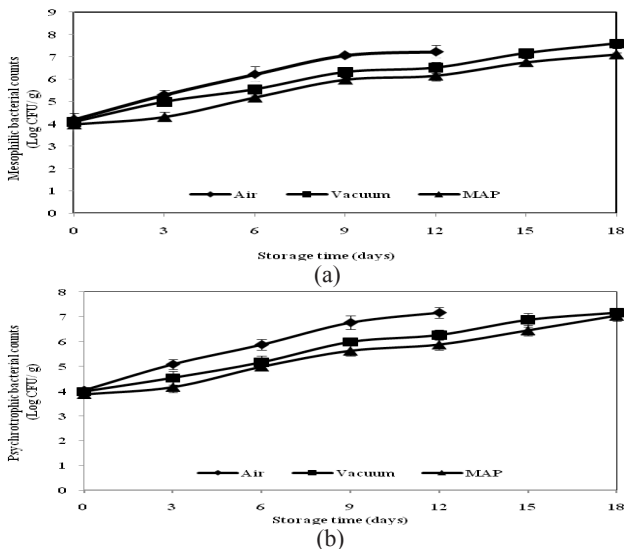 Mesophilic bacterial counts
(Log CFU/ g)
9
8
7
6
5
4
3
2
1
0
Air Vacuum MAP
0 3 6 9 12 15 18
Storage time (days)
(a)
Psychrotrophic bacterial counts
(Log CFU/ g)
8
7
6
5
4
3
2
1
0
Air Vacuum MAP
0 3 6 9 12 15 18
Storage time (days)
(b)